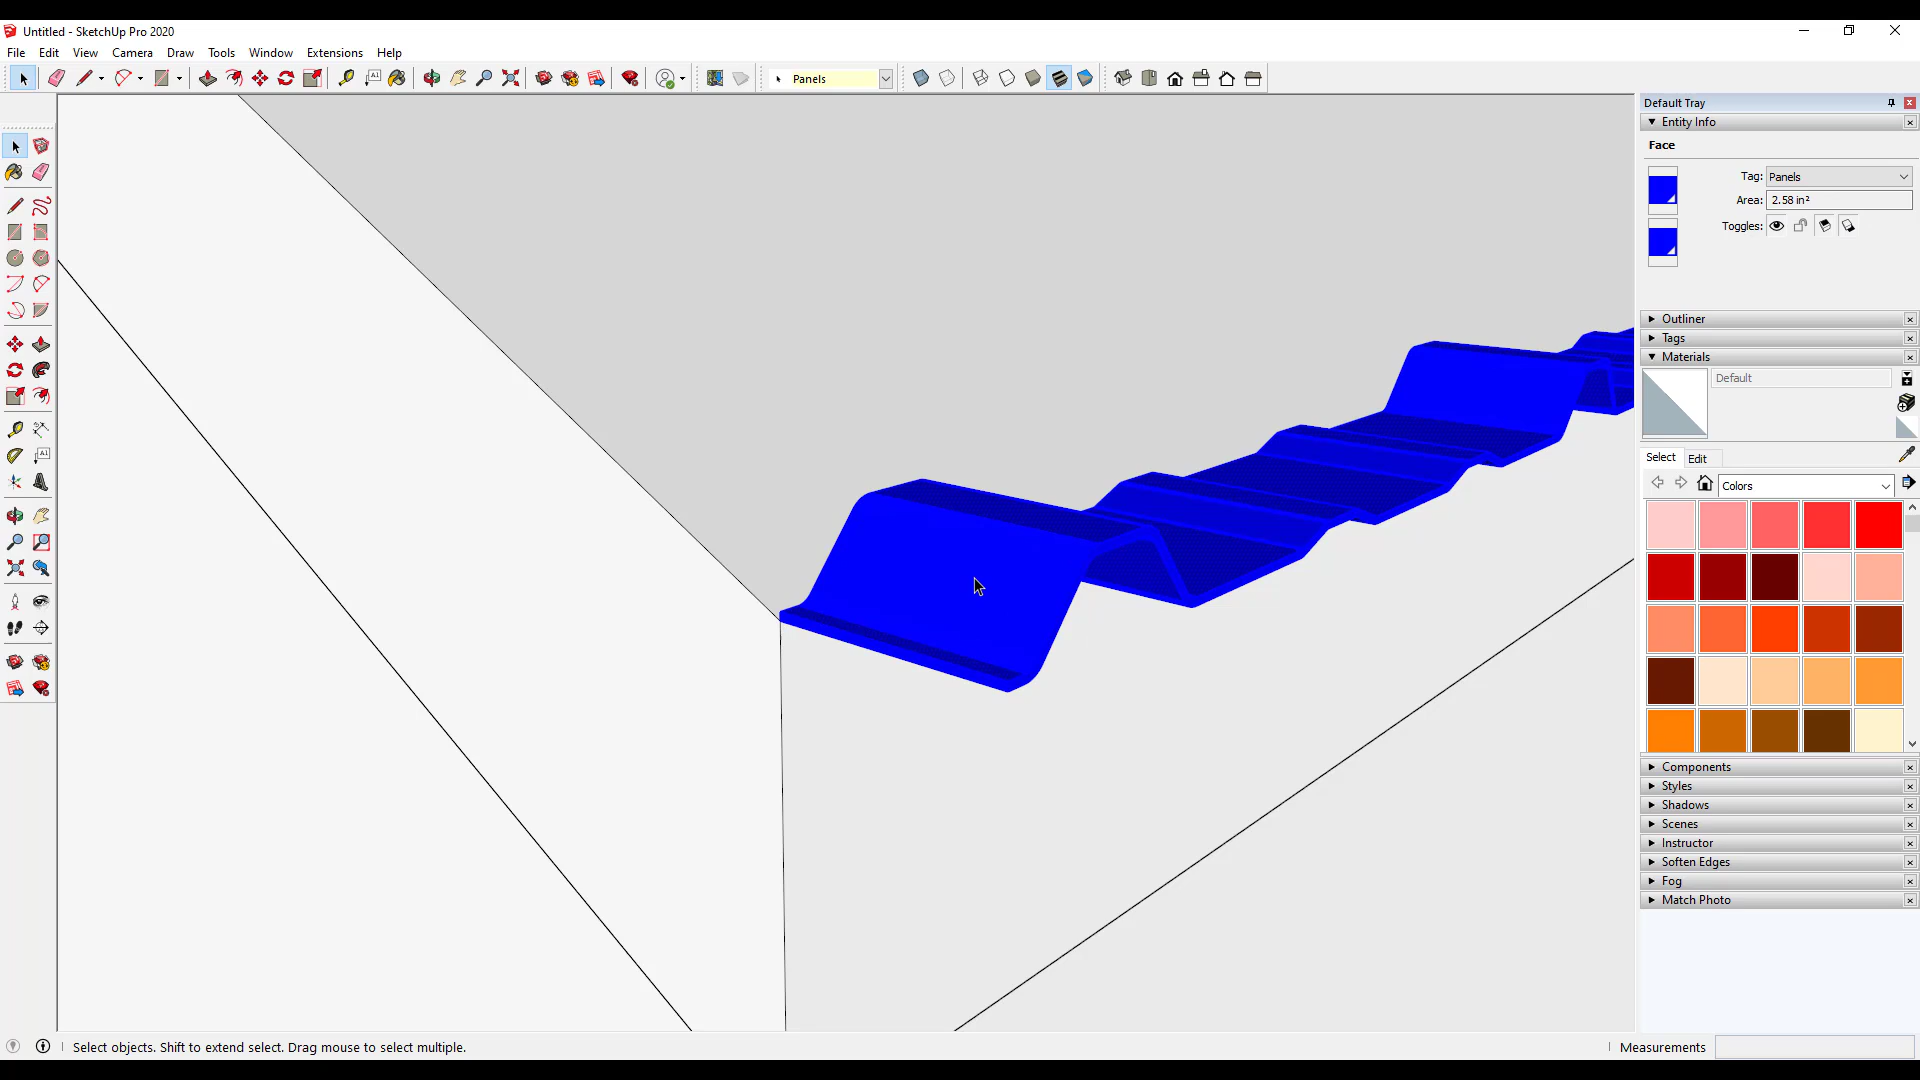 Untitled - SketchUp Pro 2020
File Edit View Camera Draw Tools Window Extensions Help
A1 Panels
Default Tray
Entity Info
Face
Tag: Panels
Area: 2.58 in²
Toggles:
Outliner
Tags
Materials
Default
A1
Select Edit
Colors
Components
Styles
Shadows
Scenes
Instructor
Soften Edges
Fog
Match Photo
Select objects. Shift to extend select. Drag mouse to select multiple.
Measurements